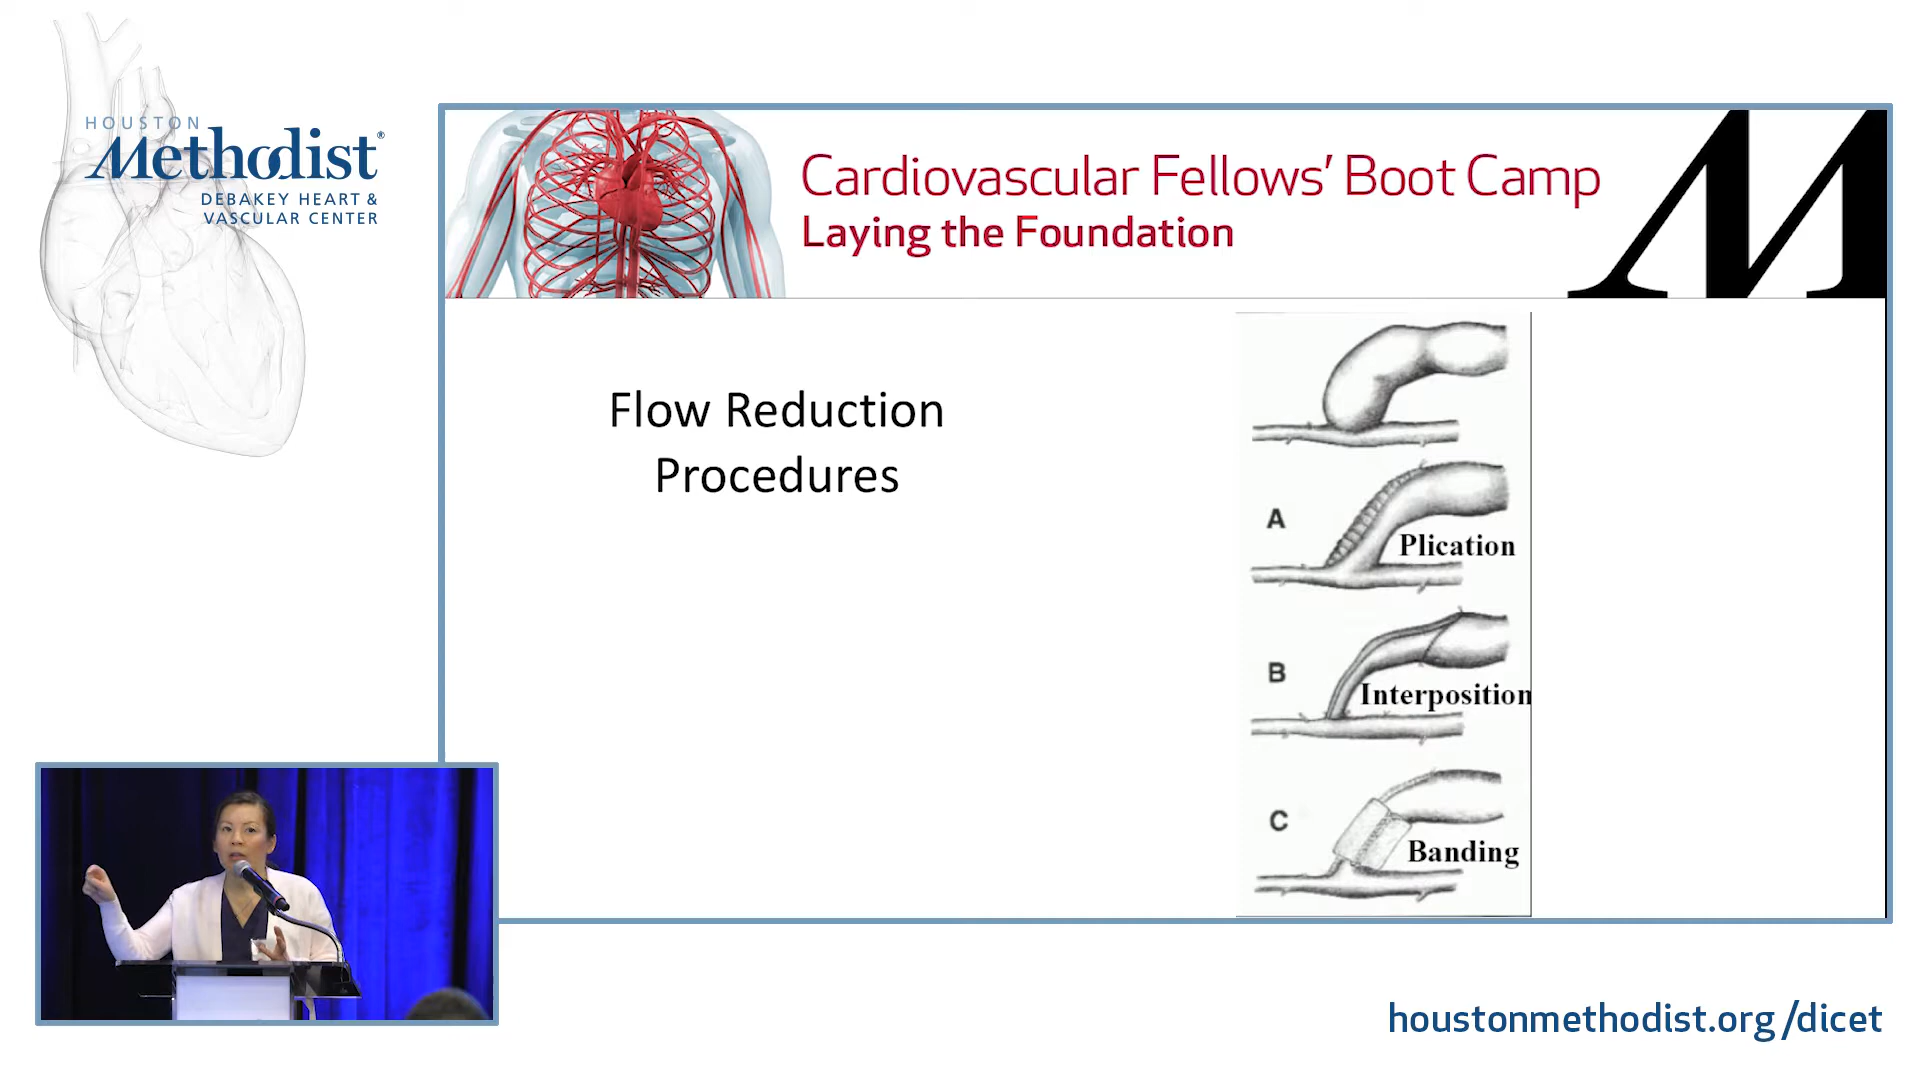 HOUSTON
Methodist®
DEBAKEY HEART &
VASCULAR CENTER
Cardiovascular Fellows' Boot Camp
Laying the Foundation
M
Flow Reduction
Procedures
A
Plication
B
Interposition
C
Banding
houstonmethodist.org/dicet